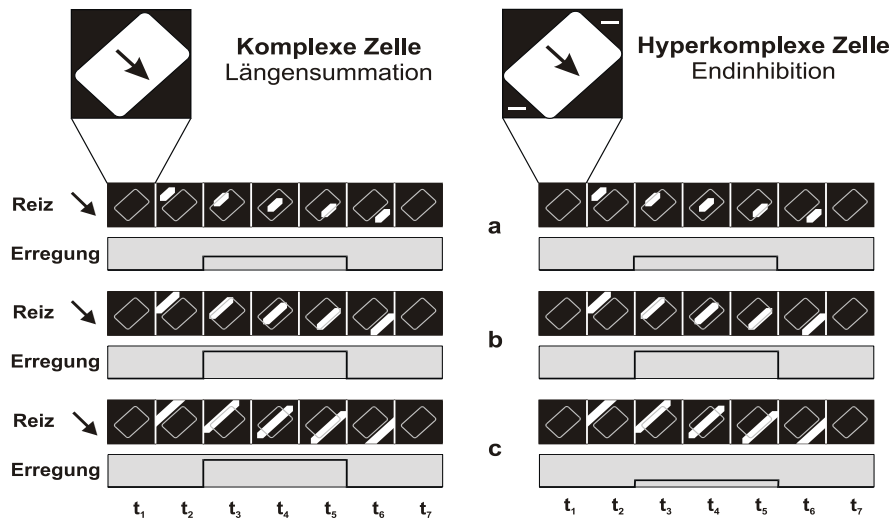 Komplexe Zelle
Längensummation
Hyperkomplexe Zelle
Endinhibition
Reiz
a
Erregung
Reiz
b
Erregung
Reiz
c
Erregung
t₁ t₂ t₃ t₄ t₅ t₆ t₇ t₁ t₂ t₃ t₄ t₅ t₆ t₇